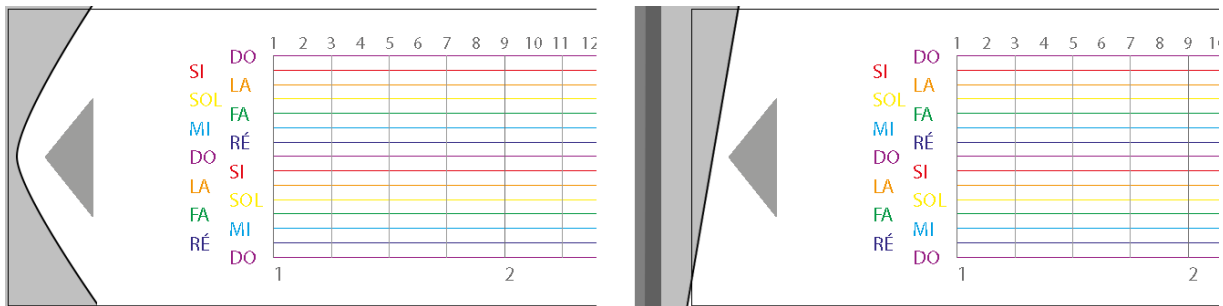 1 2 3 4 5 6 7 8 9 10 11 12
DO
SI
LA
SOL
FA
MI
RÉ
DO
SI
LA
SOL
FA
MI
RÉ
DO
1 2
1 2 3 4 5 6 7 8 9
DO
SI
LA
SOL
FA
MI
RÉ
DO
SI
LA
SOL
FA
MI
RÉ
DO
1 2